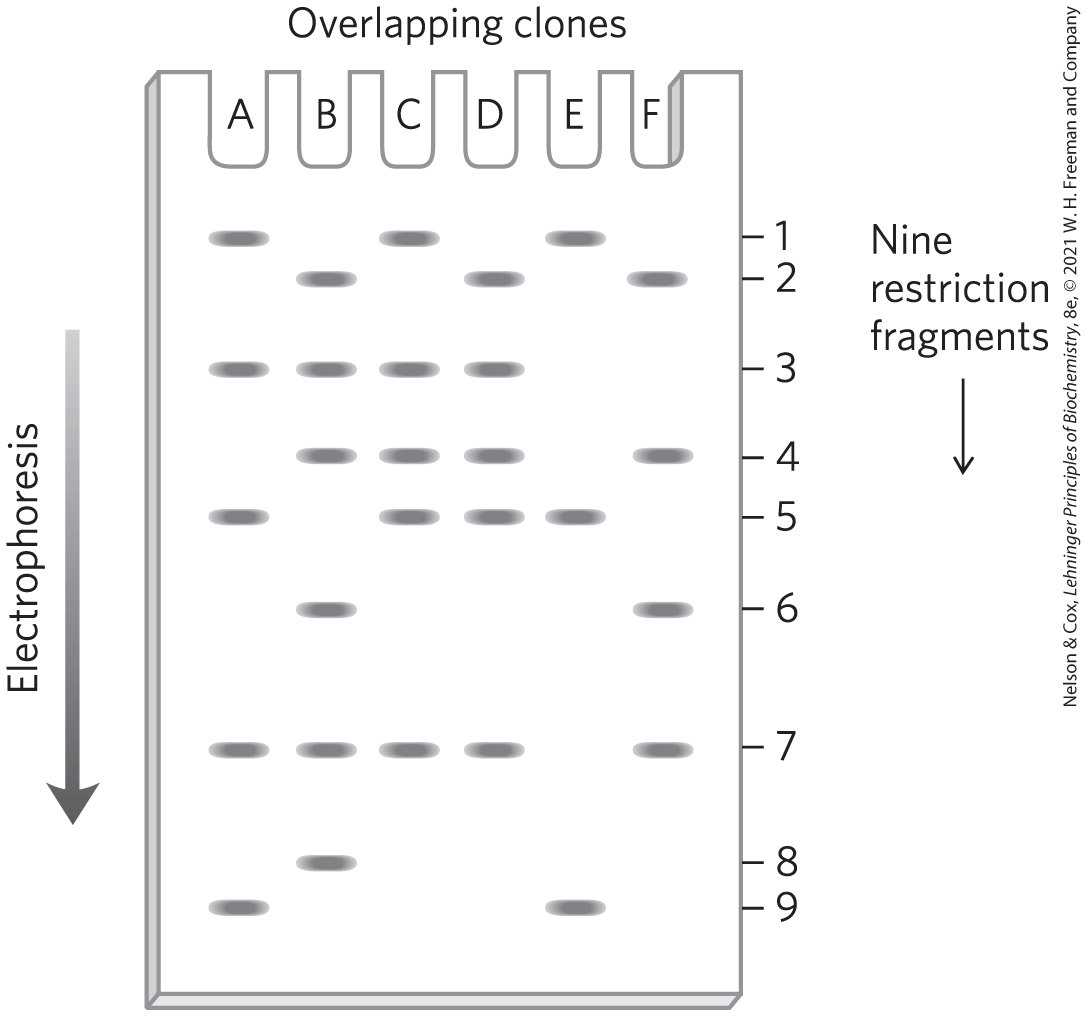 Overlapping clones
A B C D E F
1
2
3
4
5
6
7
8
9
Nine
restriction
fragments
Electrophoresis
Nelson & Cox, Lehninger Principles of Biochemistry, 8e, © 2021 W. H. Freeman and Company